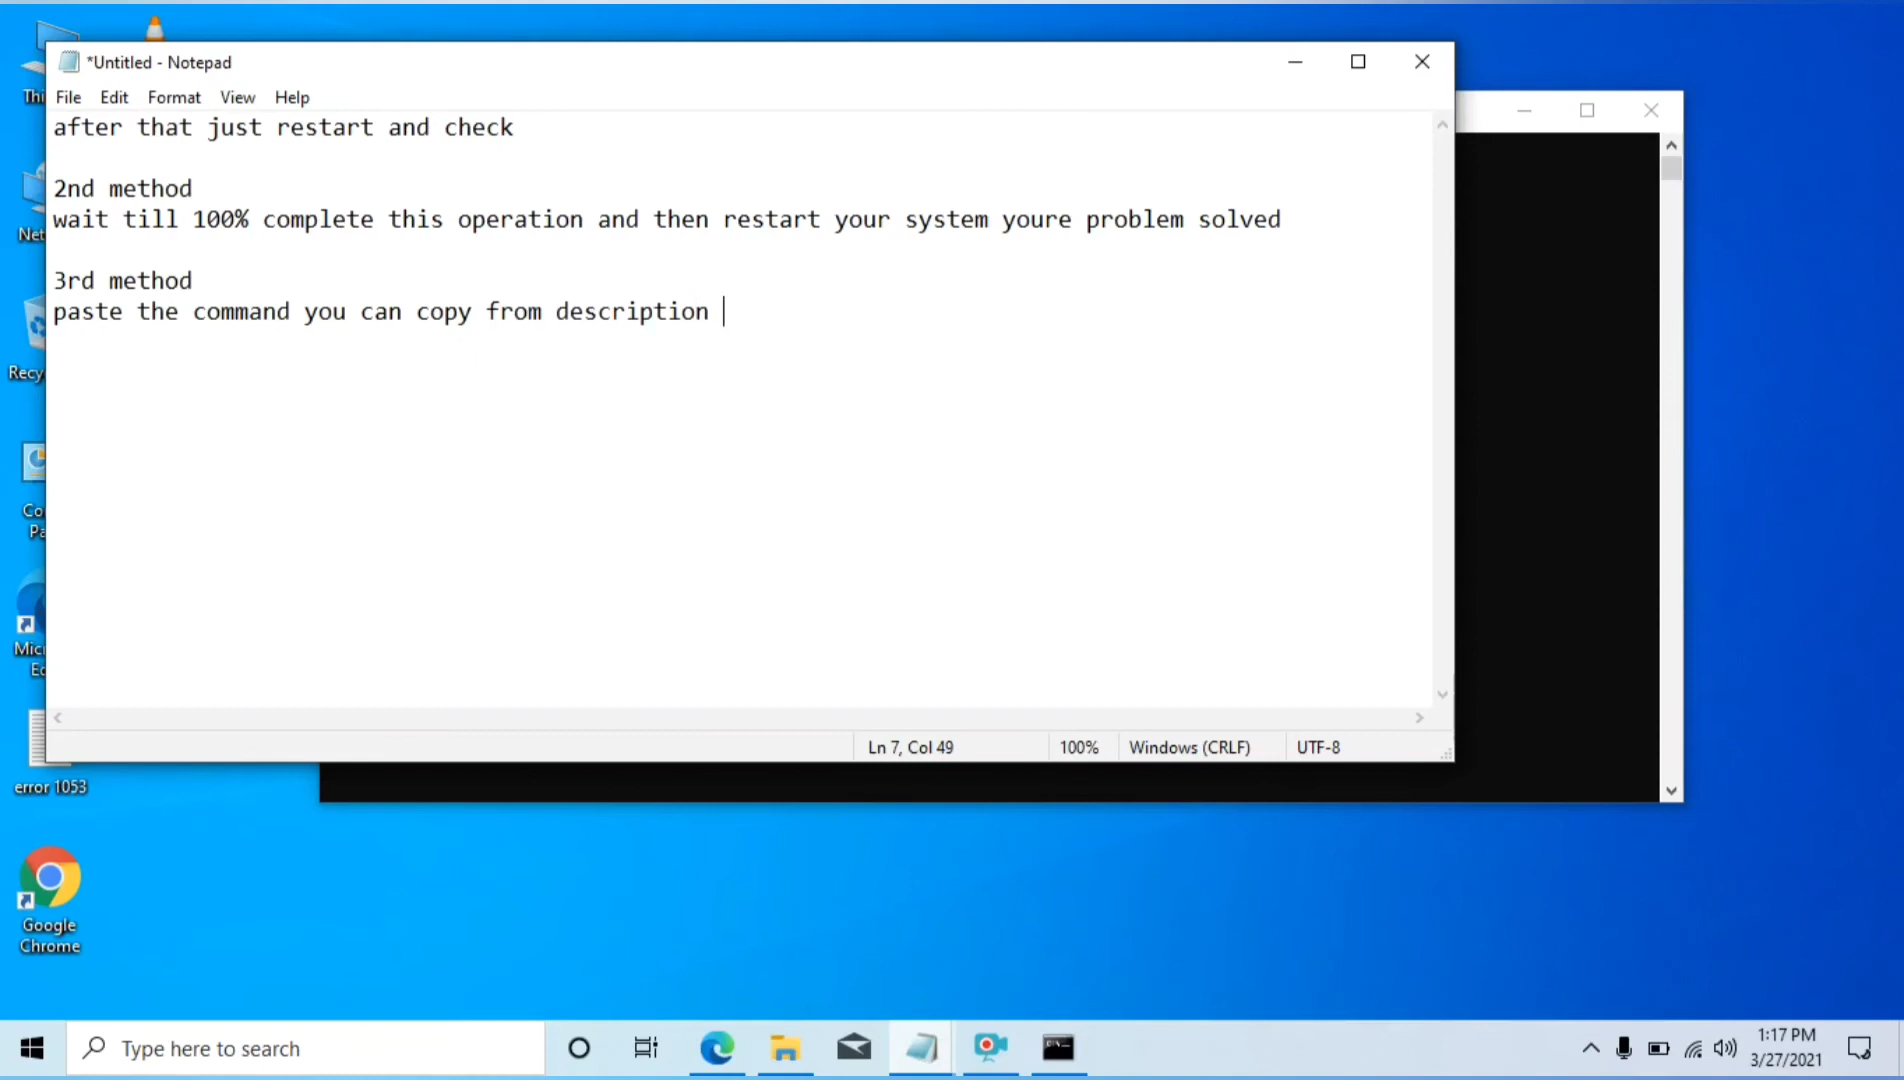 *Untitled - Notepad
File Edit Format View Help
after that just restart and check
2nd method
wait till 100% complete this operation and then restart your system youre problem solved
3rd method
paste the command you can copy from description
Ln 7, Col 49 100% Windows (CRLF) UTF-8
error 1053
Google
Chrome
Type here to search
1:17 PM
3/27/2021